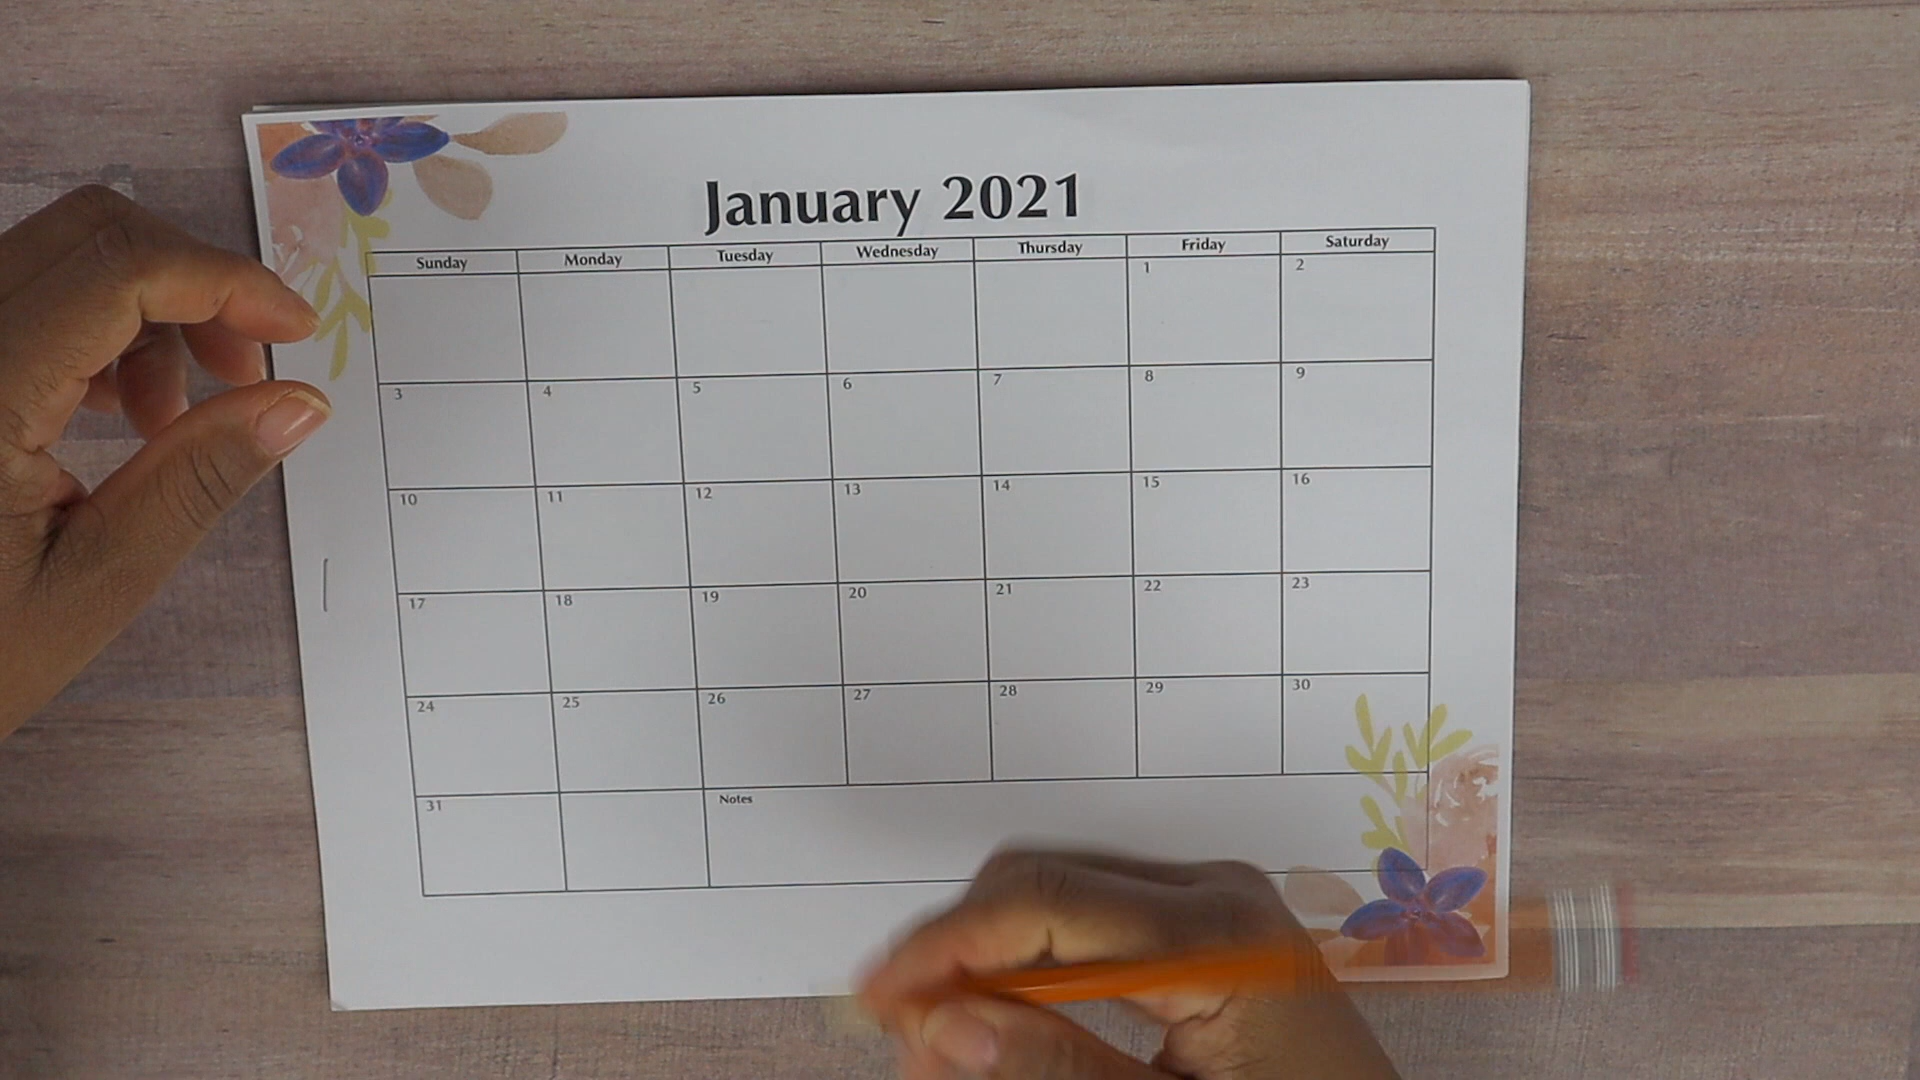 January 2021
Sunday Monday Tuesday Wednesday Thursday Friday Saturday
1 2
3 4 5 6 7 8 9
10 11 12 13 14 15 16
17 18 19 20 21 22 23
24 25 26 27 28 29 30
31 Notes